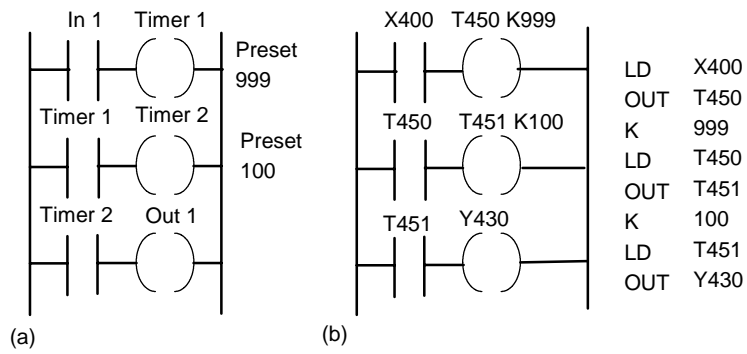 In 1 Timer 1
Preset
999
Timer 1 Timer 2
Preset
100
Timer 2 Out 1
(a)
X400 T450 K999
T450 T451 K100
T451 Y430
(b)
LD X400
OUT T450
K 999
LD T450
OUT T451
K 100
LD T451
OUT Y430